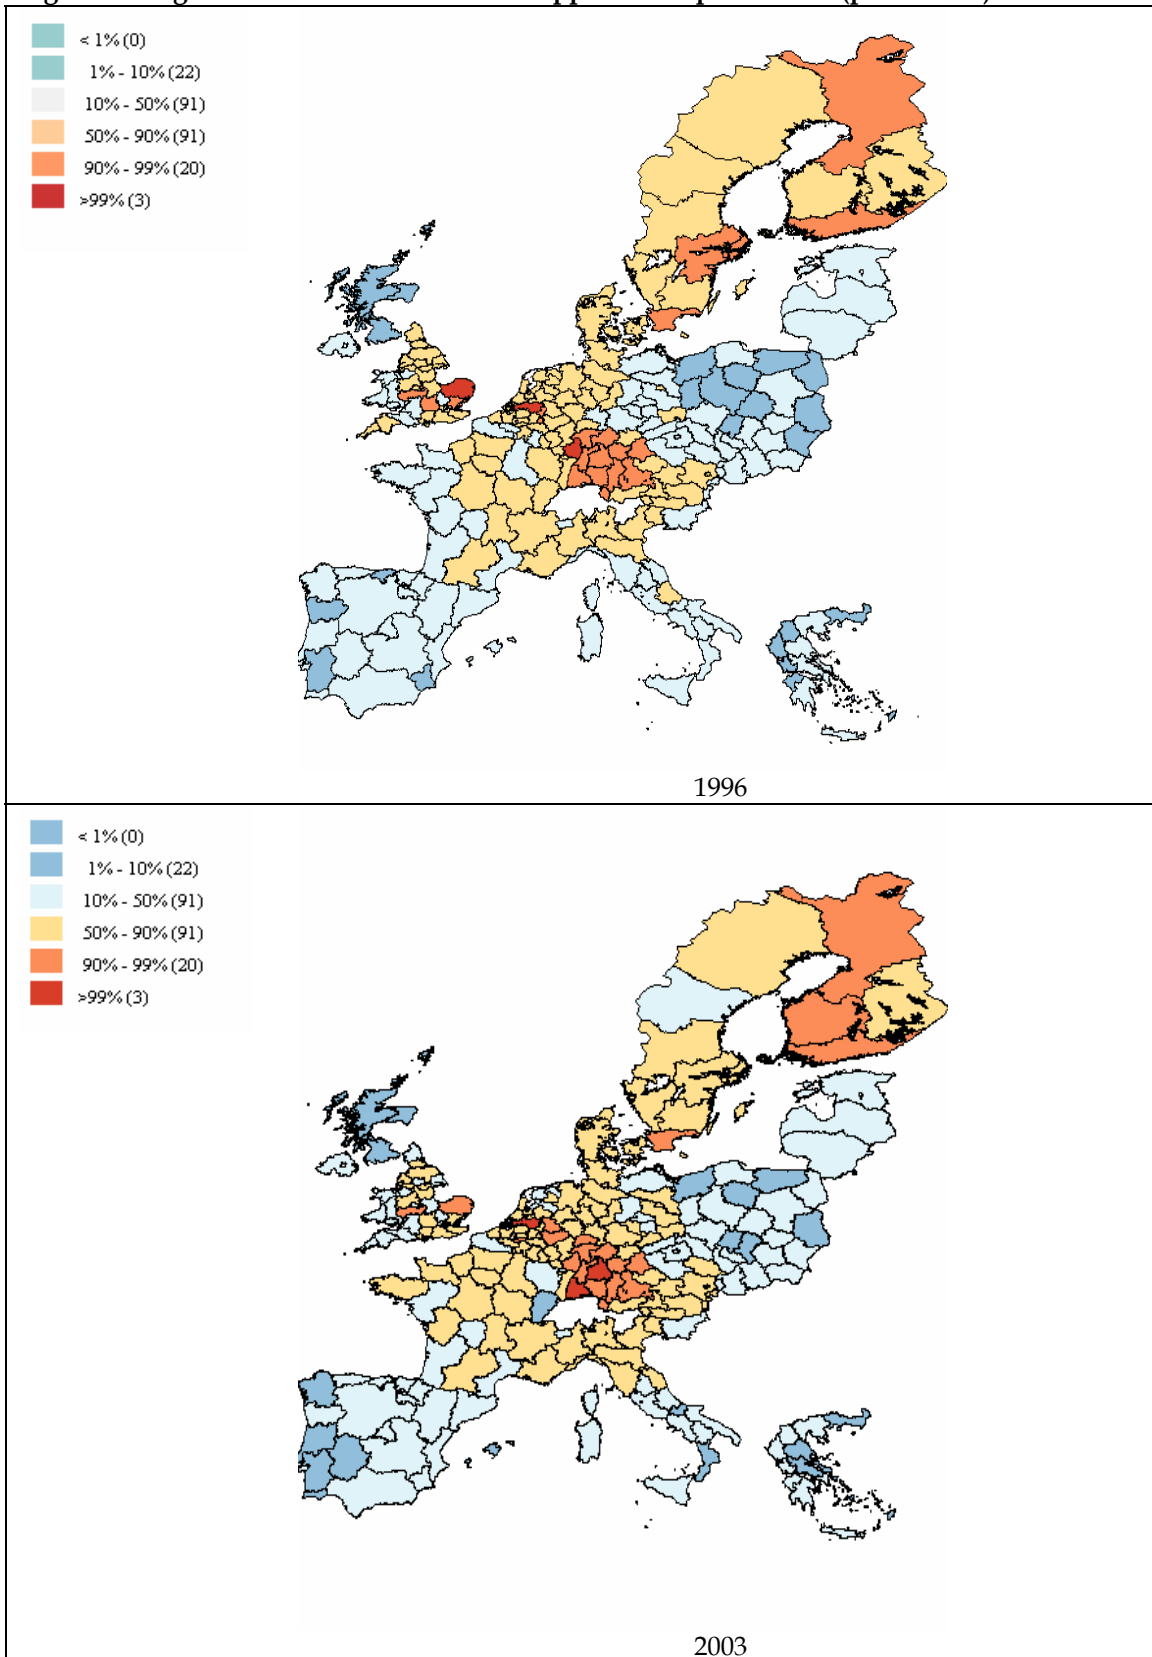 < 1% (0)
1% - 10% (22)
10% - 50% (91)
50% - 90% (91)
90% - 99% (20)
>99% (3)
1996
< 1% (0)
1% - 10% (22)
10% - 50% (91)
50% - 90% (91)
90% - 99% (20)
>99% (3)
2003